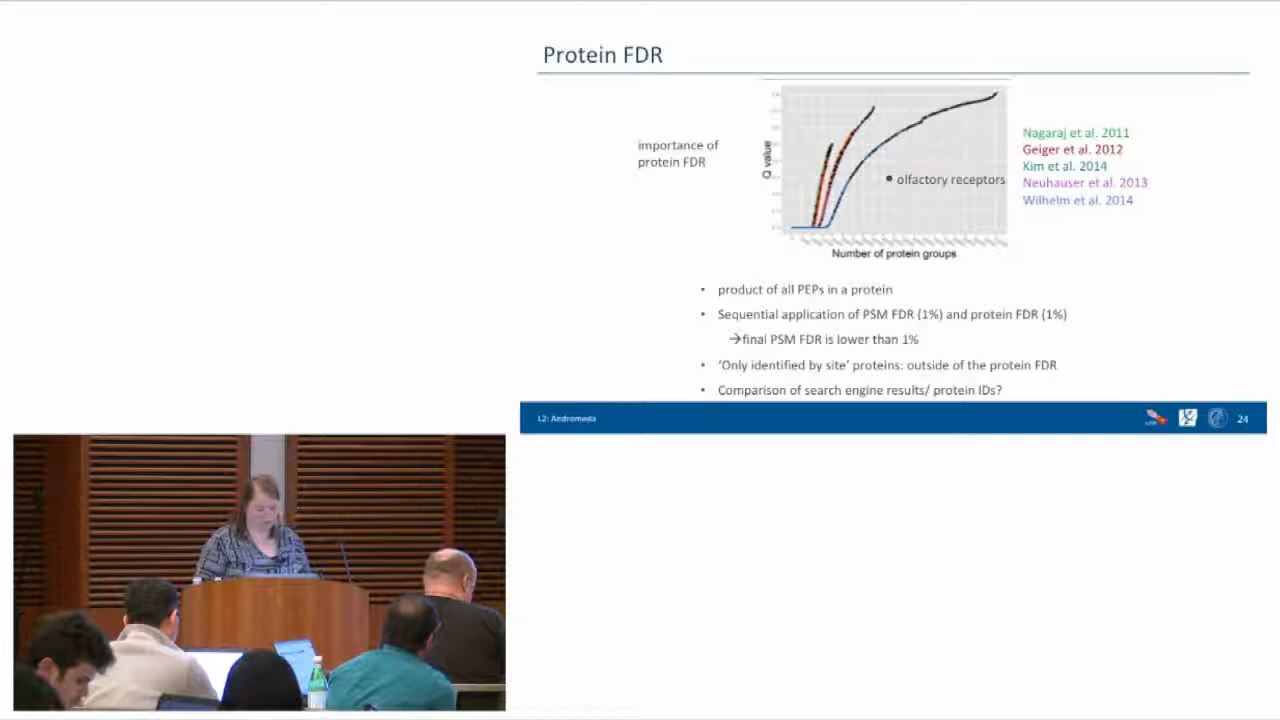 Protein FDR
importance of
protein FDR
Q value
olfactory receptors
Number of protein groups
Nagaraj et al. 2011
Geiger et al. 2012
Kim et al. 2014
Neuhauser et al. 2013
Wilhelm et al. 2014
• product of all PEPs in a protein
• Sequential application of PSM FDR (1%) and protein FDR (1%)
→final PSM FDR is lower than 1%
• ‘Only identified by site’ proteins: outside of the protein FDR
• Comparison of search engine results/ protein IDs?
L2: Andromeda
24